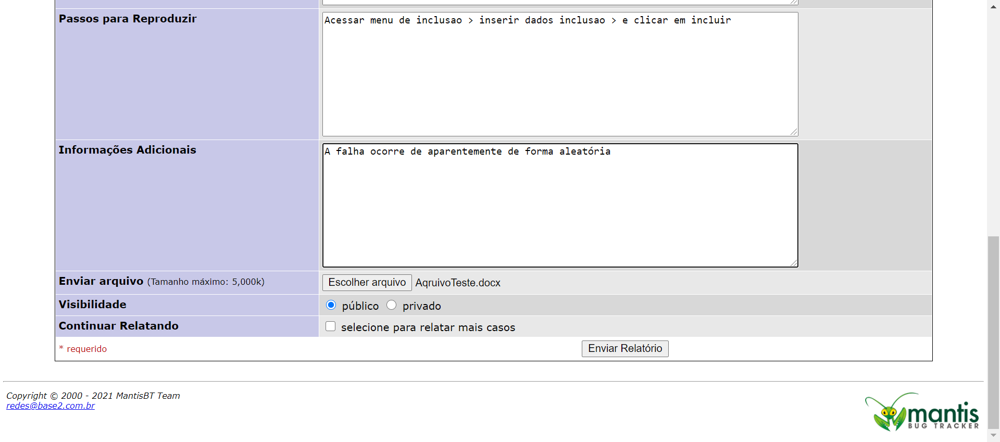 Passos para Reproduzir
Acessar menu de inclusao > inserir dados inclusao > e clicar em incluir
Informações Adicionais
A falha ocorre de aparentemente de forma aleatória
Enviar arquivo (Tamanho máximo: 5,000k)
Escolher arquivo AqruivoTeste.docx
Visibilidade
público privado
Continuar Relatando
selecione para relatar mais casos
* requerido
Enviar Relatório
Copyright © 2000 - 2021 MantisBT Team
redes@base2.com.br
mantis
BUG TRACKER